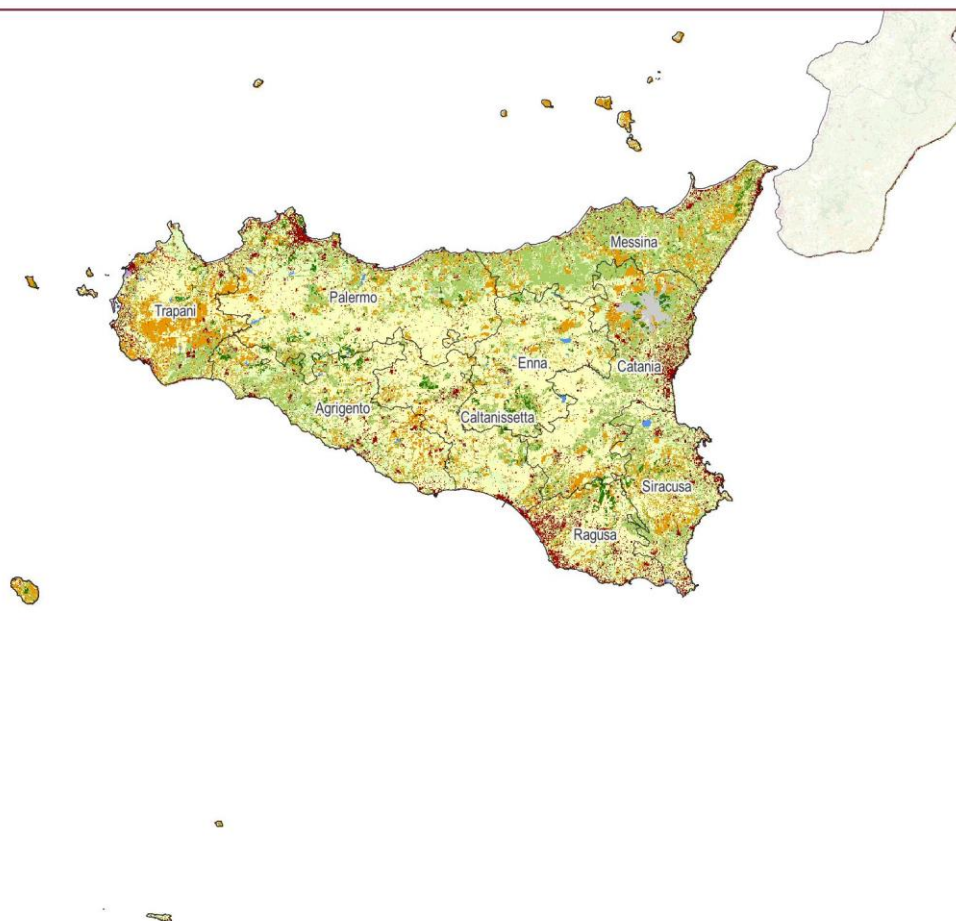 Messina
Palermo
Trapani
Enna
Catania
Agrigento
Caltanissetta
Siracusa
Ragusa